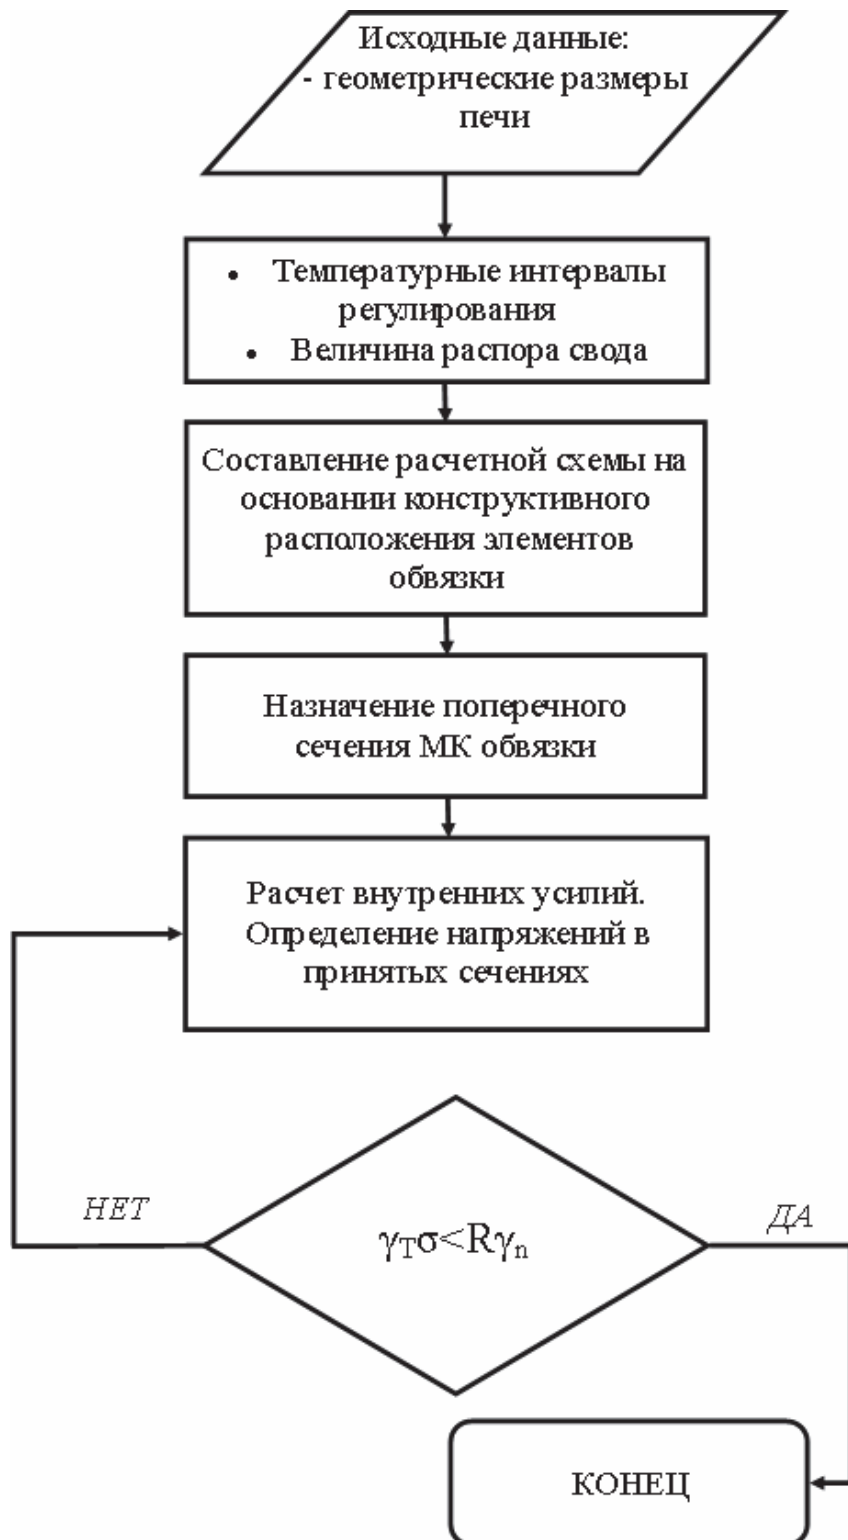 Исходные данные:
- геометрические размеры
печи
• Температурные интервалы
регулирования
• Величина распора свода
Составление расчетной схемы на
основании конструктивного
расположения элементов
обвязки
Назначение поперечного
сечения МК обвязки
Расчет внутренних усилий.
Определение напряжений в
принятых сечениях
НЕТ
ДА
γTσ<Rγn
КОНЕЦ